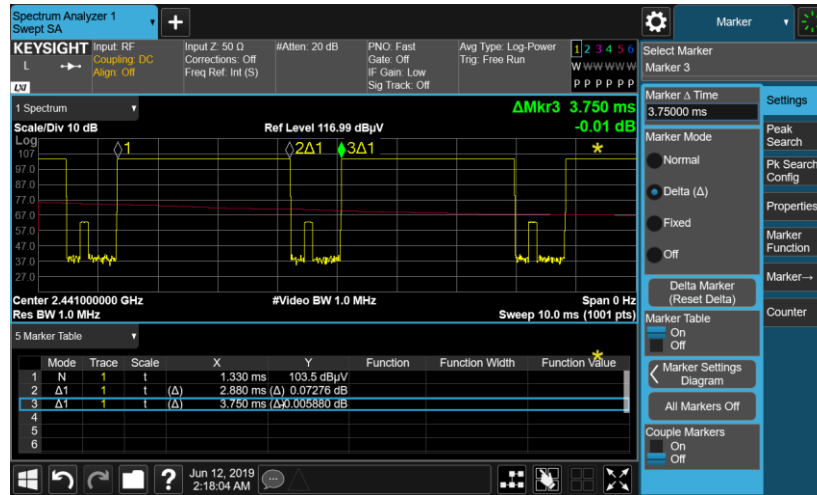 Spectrum Analyzer 1
Swept SA
Marker
KEYSIGHT
L
LXI
Input: RF
Coupling: DC
Align: Off
Input Z: 50 Ω
Corrections: Off
Freq Ref: Int (S)
#Atten: 20 dB
PNO: Fast
Gate: Off
IF Gain: Low
Sig Track: Off
Avg Type: Log-Power
Trig: Free Run
1 2 3 4 5 6
W W W W W W
P P P P P P
Select Marker
Marker 3
1 Spectrum
ΔMkr3 3.750 ms
Scale/Div 10 dB
Ref Level 116.99 dBµV
-0.01 dB
Log
107
97.0
87.0
77.0
67.0
57.0
47.0
37.0
27.0
1
2Δ1
3Δ1
*
Center 2.441000000 GHz
#Video BW 1.0 MHz
Span 0 Hz
Res BW 1.0 MHz
Sweep 10.0 ms (1001 pts)
5 Marker Table
Mode Trace Scale X Y Function Function Width Function Value
*
1 N 1 t 1.330 ms 103.5 dBµV
2 Δ1 1 t (Δ) 2.880 ms (Δ) 0.07276 dB
3 Δ1 1 t (Δ) 3.750 ms (Δ)-0.005880 dB
4
5
6
Marker Δ Time
3.75000 ms
Marker Mode
Normal
Delta (Δ)
Fixed
Off
Delta Marker
(Reset Delta)
Marker Table
On
Off
Marker Settings
Diagram
All Markers Off
Couple Markers
On
Off
Settings
Peak
Search
Pk Search
Config
Properties
Marker
Function
Marker→
Counter
?
Jun 12, 2019
2:18:04 AM